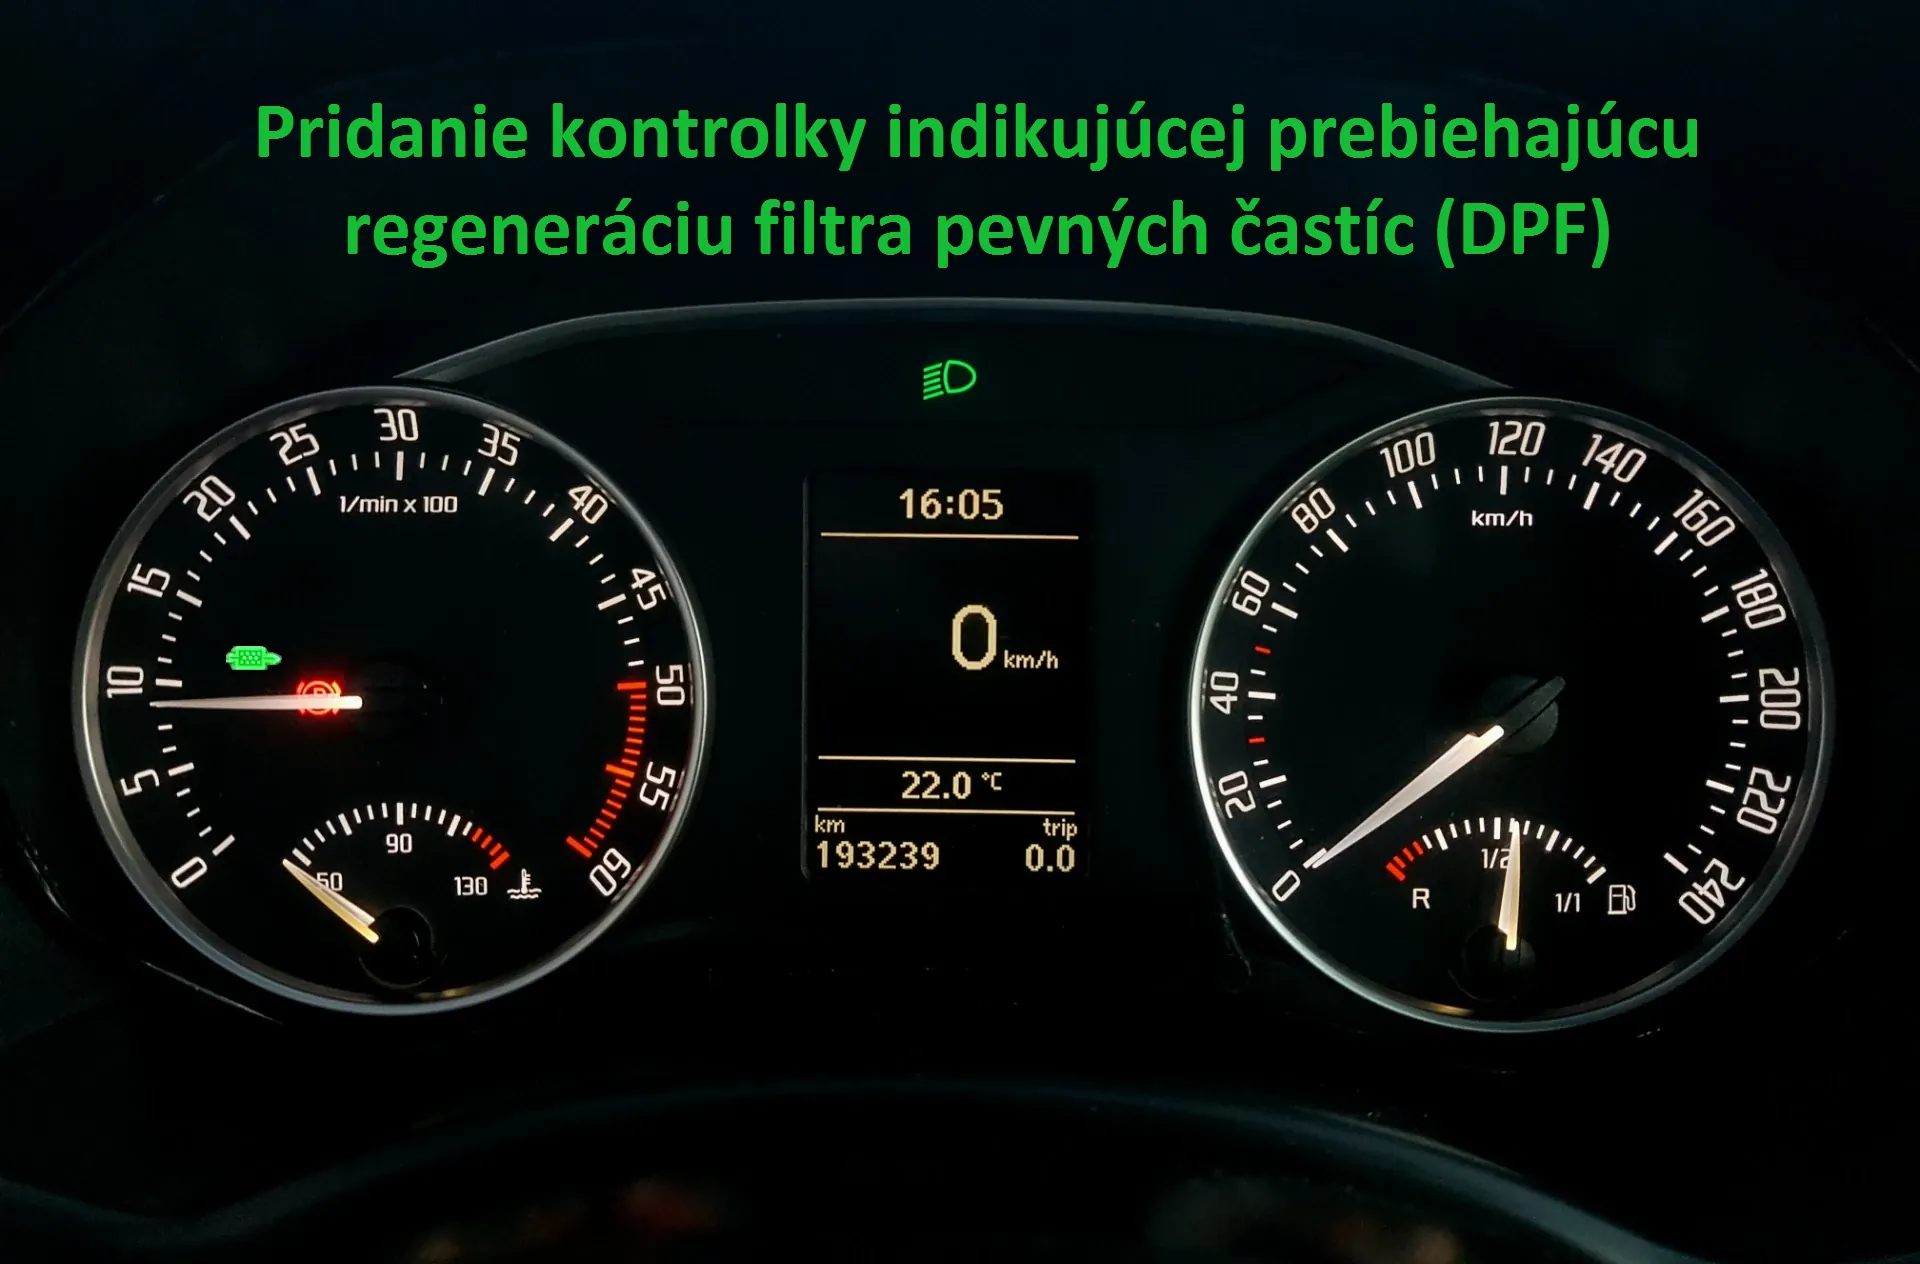 Pridanie kontrolky indikujúcej prebiehajúcu
regeneráciu filtra pevných častíc (DPF)
0 5 10 15 20 25 30 35 40 45 50 55 60
1/min x 100
50 90 130
16:05
0 km/h
22.0 °C
km trip
193239 0.0
0 20 40 60 80 100 120 140 160 180 200 220 240
km/h
R 1/2 1/1